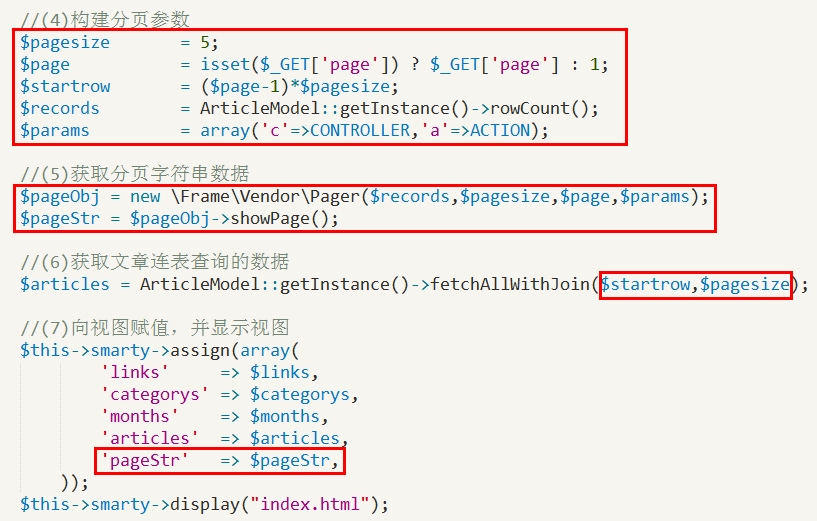 //(4)构建分页参数
$pagesize       = 5;
$page           = isset($_GET['page']) ? $_GET['page'] : 1;
$startrow       = ($page-1)*$pagesize;
$records        = ArticleModel::getInstance()->rowCount();
$params         = array('c'=>CONTROLLER,'a'=>ACTION);
//(5)获取分页字符串数据
$pageObj = new \Frame\Vendor\Pager($records,$pagesize,$page,$params);
$pageStr = $pageObj->showPage();
//(6)获取文章连表查询的数据
$articles = ArticleModel::getInstance()->fetchAllWithJoin($startrow,$pagesize);
//(7)向视图赋值，并显示视图
$this->smarty->assign(array(
        'links'     => $links,
        'categorys' => $categorys,
        'months'    => $months,
        'articles'  => $articles,
        'pageStr'   => $pageStr,
    ));
$this->smarty->display("index.html");